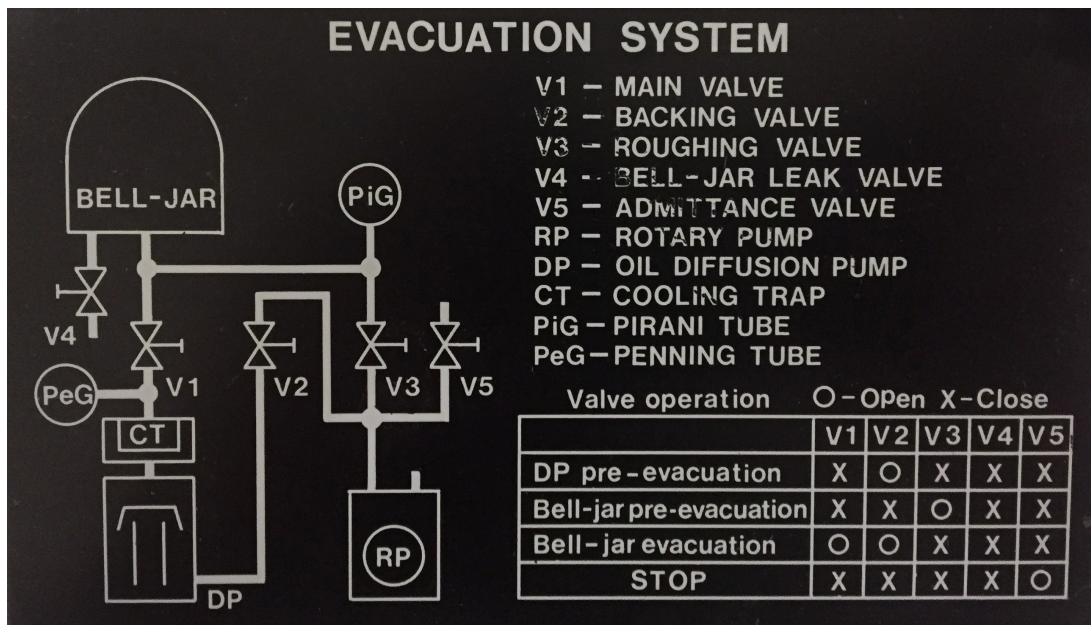 EVACUATION SYSTEM
V1 – MAIN VALVE
V2 – BACKING VALVE
V3 – ROUGHING VALVE
V4 - BELL-JAR LEAK VALVE
V5 – ADMITTANCE VALVE
RP – ROTARY PUMP
DP – OIL DIFFUSION PUMP
CT – COOLING TRAP
PiG – PIRANI TUBE
PeG – PENNING TUBE
BELL-JAR
PiG
V4
PeG
V1
V2
V3
V5
CT
RP
DP
Valve operation O – Open X – Close
V1 V2 V3 V4 V5
DP pre-evacuation X O X X X
Bell-jar pre-evacuation X X O X X
Bell-jar evacuation O O X X X
STOP X X X X O